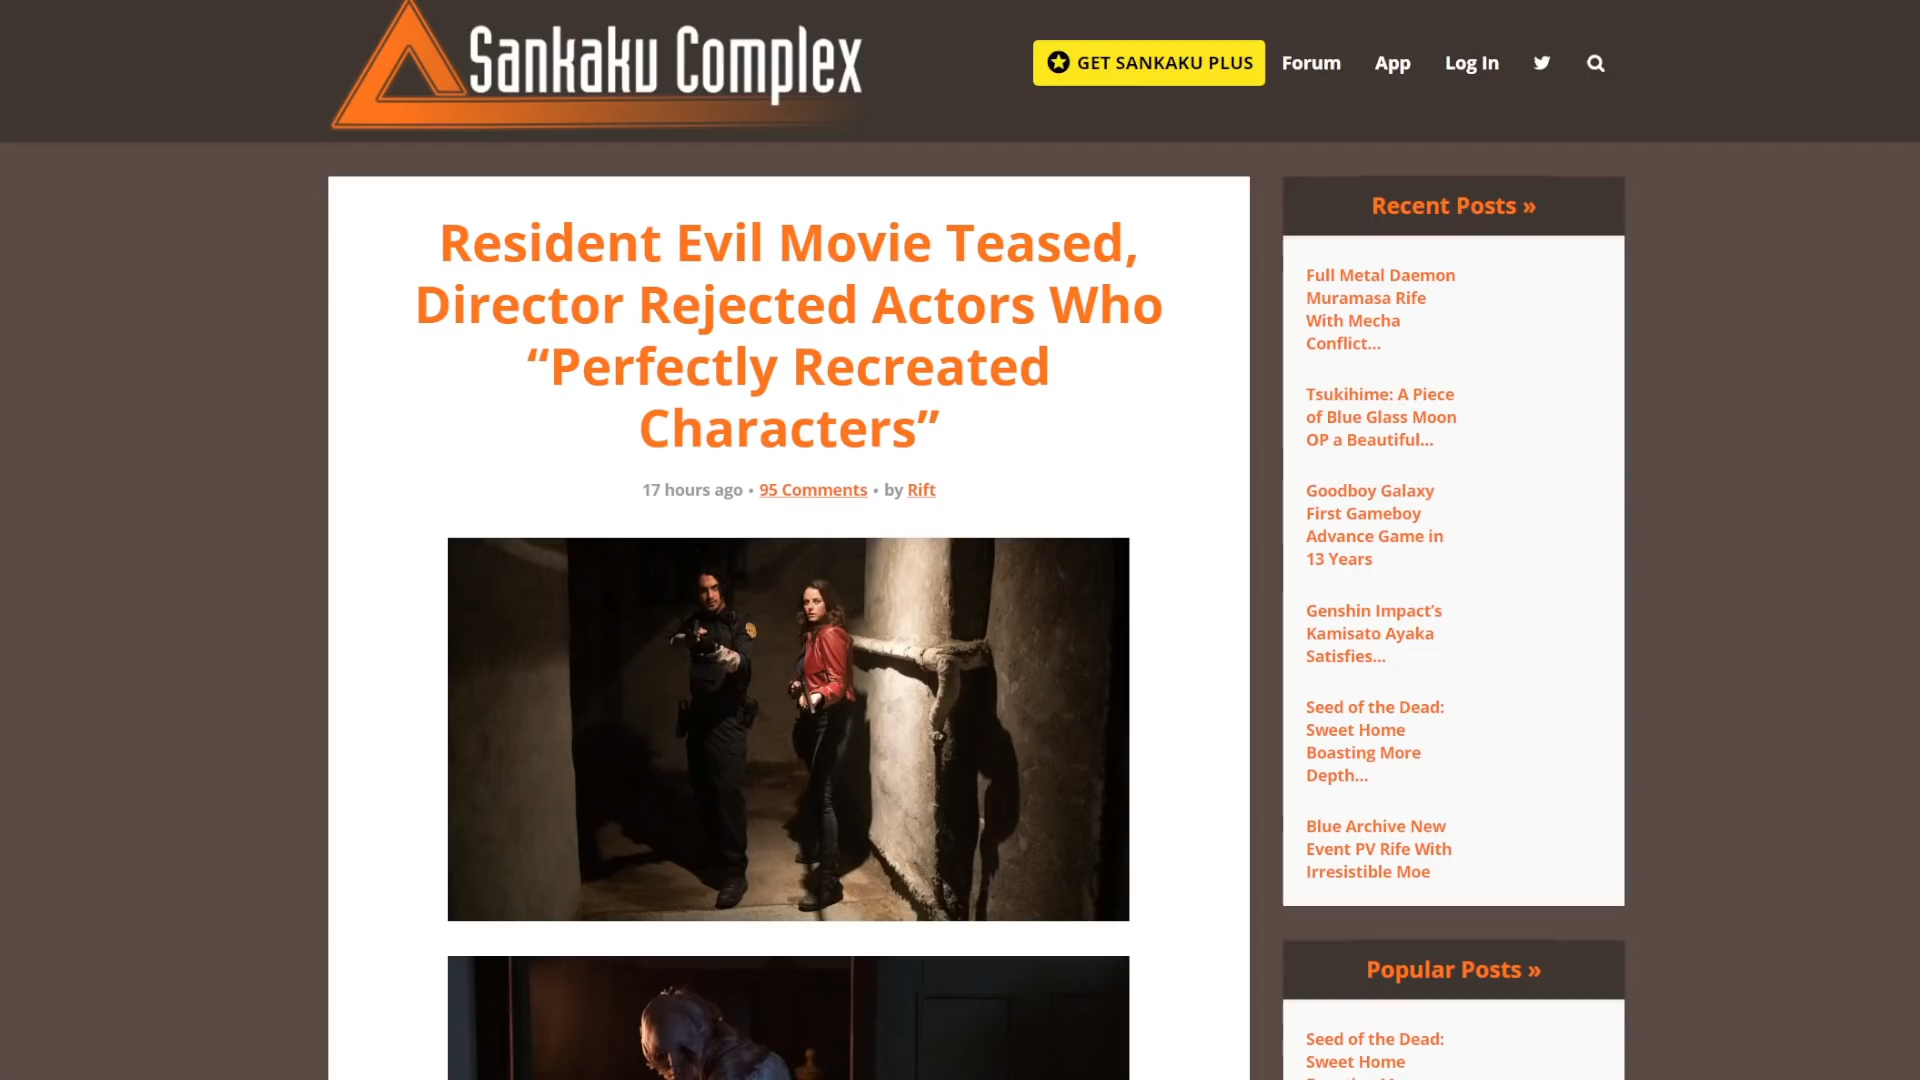 Sankaku Complex
GET SANKAKU PLUS
Forum
App
Log In
Resident Evil Movie Teased,
Director Rejected Actors Who
“Perfectly Recreated
Characters”
17 hours ago • 95 Comments • by Rift
Recent Posts »
Full Metal Daemon
Muramasa Rife
With Mecha
Conflict...
Tsukihime: A Piece
of Blue Glass Moon
OP a Beautiful...
Goodboy Galaxy
First Gameboy
Advance Game in
13 Years
Genshin Impact’s
Kamisato Ayaka
Satisfies...
Seed of the Dead:
Sweet Home
Boasting More
Depth...
Blue Archive New
Event PV Rife With
Irresistible Moe
Popular Posts »
Seed of the Dead:
Sweet Home